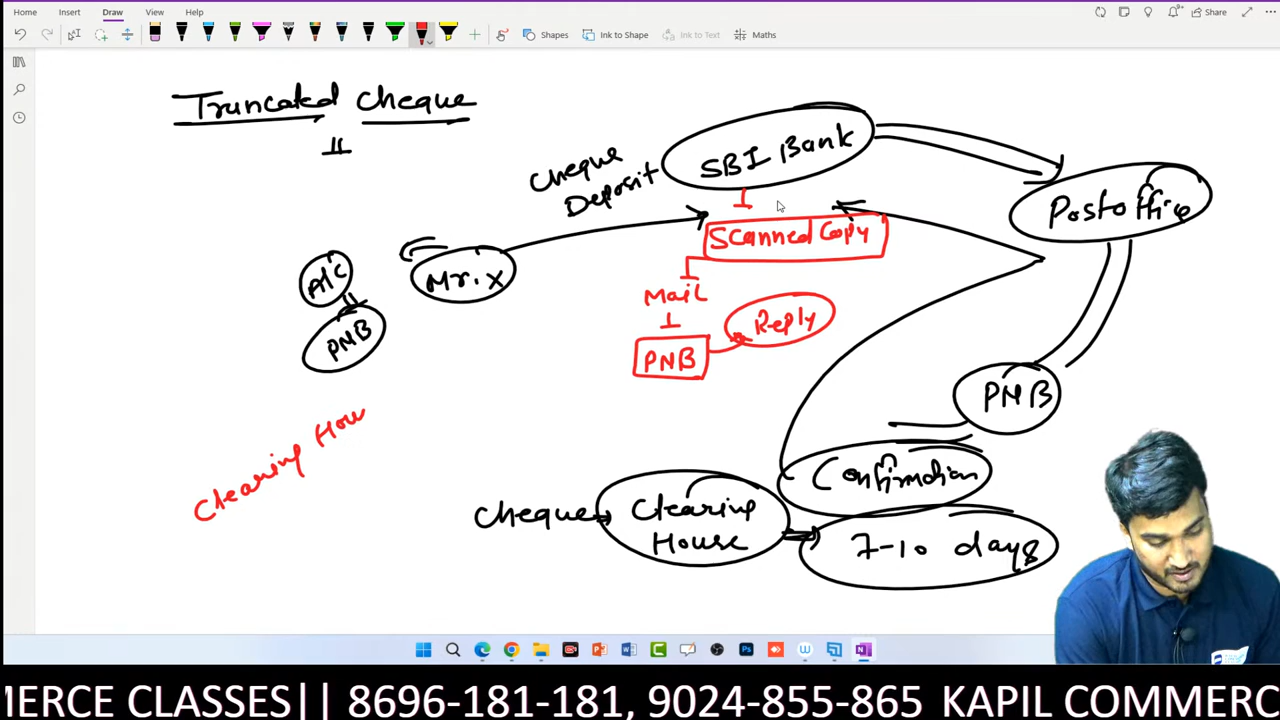 Home Insert Draw View Help Share
Ink to Shape Ink to Text Maths
Shapes
Truncated Cheque
SBI Bank
Cheque
Deposit
Post office
Scanned Copy
A/C
Mr. X
Mail
Reply
PNB
PNB
PNB
Clearing Hou
Confirmation
Cheque
Clearing
House
7-10 days
MERCE CLASSES|| 8696-181-181, 9024-855-865 KAPIL COMMERC